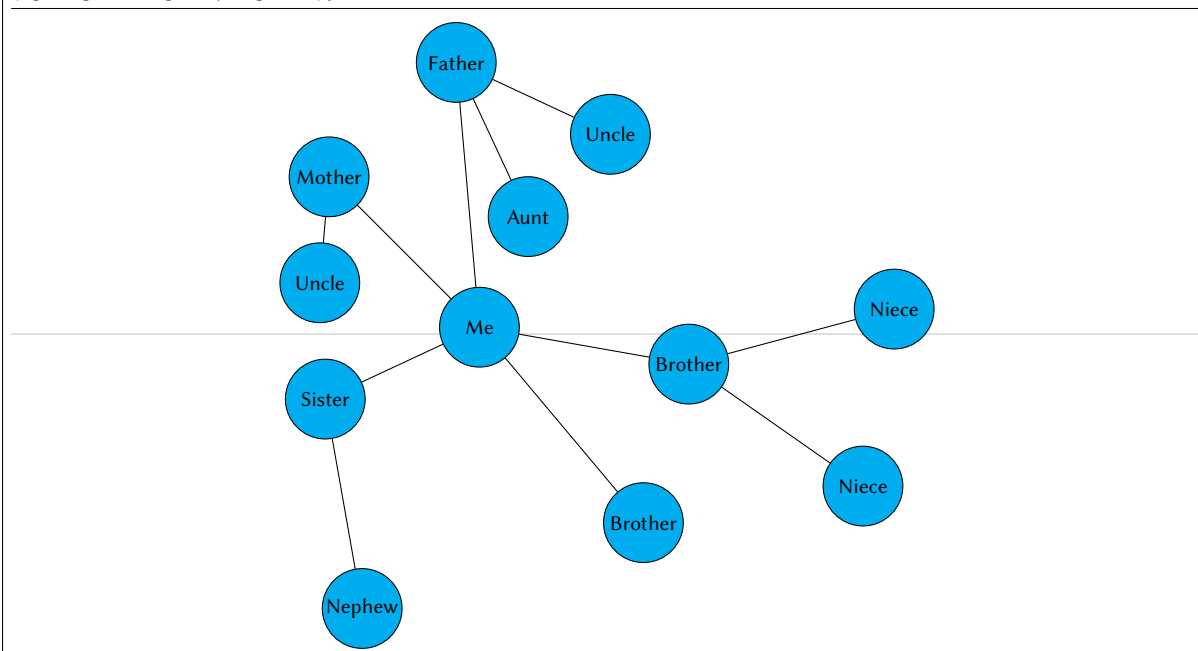 Father
Uncle
Mother
Aunt
Uncle
Me
Niece
Brother
Sister
Niece
Brother
Nephew